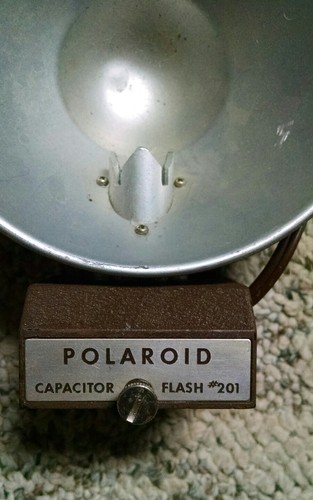 POLAROID
CAPACITOR FLASH #201